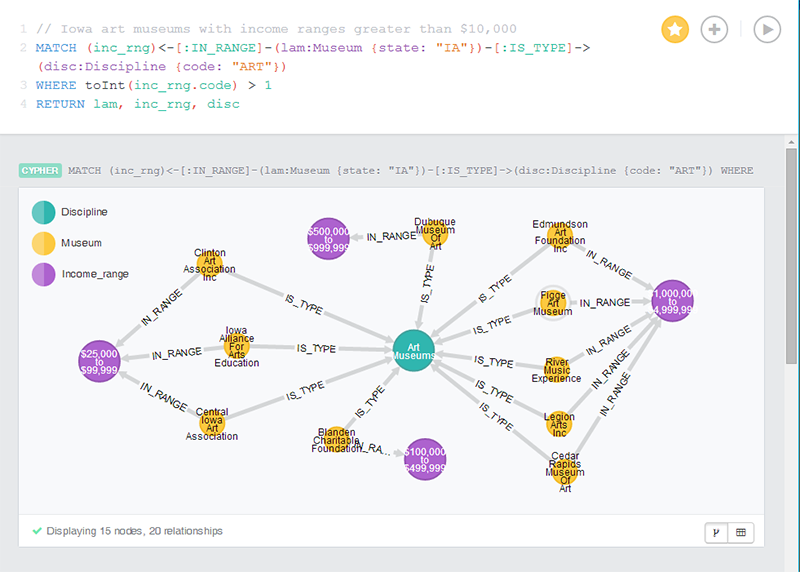 1 // Iowa art museums with income ranges greater than $10,000
2 MATCH (inc_rng)<-[:IN_RANGE]-(lam:Museum {state: "IA"})-[:IS_TYPE]->
(disc:Discipline {code: "ART"})
3 WHERE toInt(inc_rng.code) > 1
4 RETURN lam, inc_rng, disc
CYPHER MATCH (inc_rng)<-[:IN_RANGE]-(lam:Museum {state: "IA"})-[:IS_TYPE]->(disc:Discipline {code: "ART"}) WHERE
Discipline
Museum
Income_range
Clinton
Art
Association
Inc
$500,000
to
$999,999
IN_RANGE
Dubuque
Museum
Of
Art
Edmundson
Art
Foundation
Inc
IN_RANGE
IS_TYPE
IS_TYPE
IS_TYPE
IN_RANGE
Figge
Art
Museum
IN_RANGE
1,000,00
to
4,999,99
IS_TYPE
Iowa
Alliance
For
Arts
Education
IN_RANGE
IS_TYPE
$25,000
to
$99,999
Art
Museums
IS_TYPE
River
Music
Experience
IN_RANGE
IN_RANGE
IN_RANGE
IN_RANGE
IS_TYPE
IS_TYPE
IS_TYPE
IS_TYPE
Central
Iowa
Art
Association
Legion
Arts
Inc
Blanden
Charitable
Foundation
IN_RA...
$100,000
to
$499,999
Cedar
Rapids
Museum
Of
Art
Displaying 15 nodes, 20 relationships